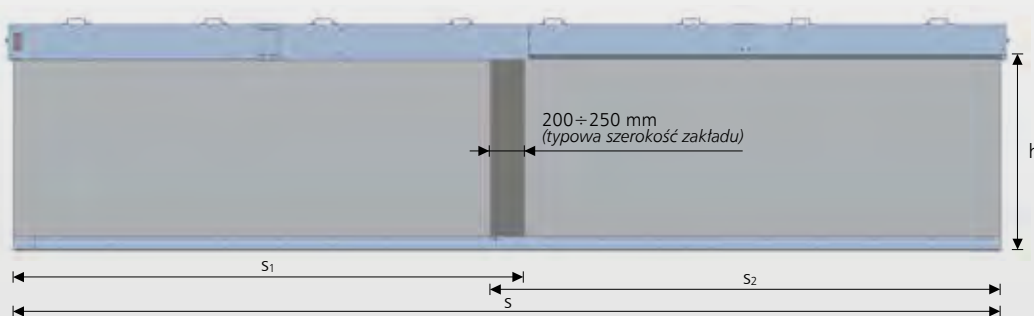 200÷250 mm
(typowa szerokość zakładu)
h
s₁
s₂
s